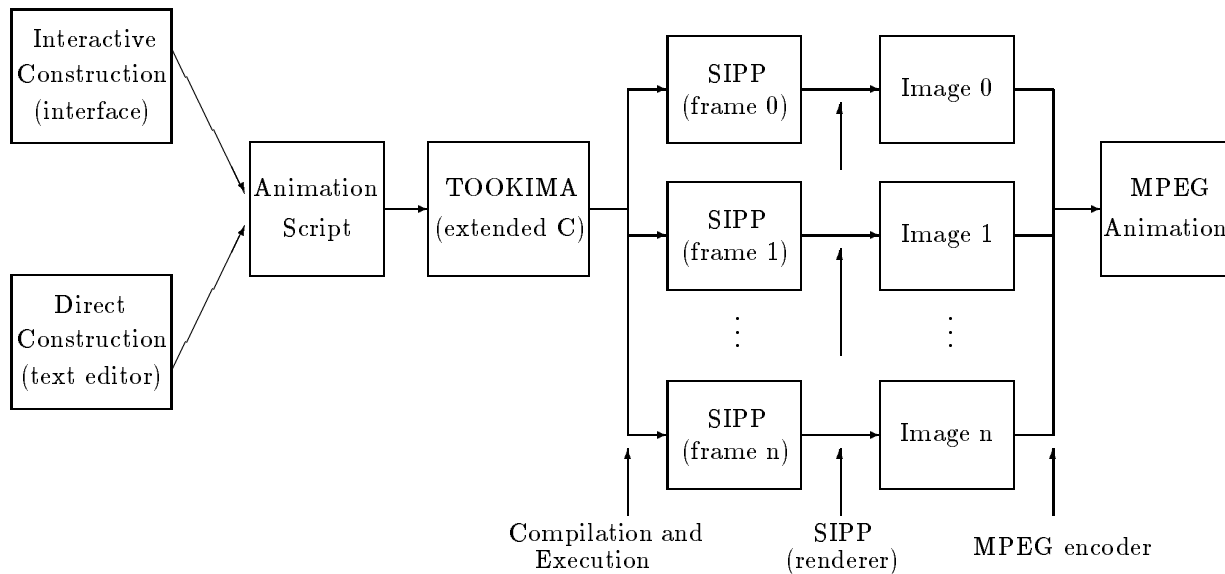 Interactive
Construction
(interface)
Direct
Construction
(text editor)
Animation
Script
TOOKIMA
(extended C)
SIPP
(frame 0)
SIPP
(frame 1)
SIPP
(frame n)
Image 0
Image 1
Image n
MPEG
Animation
Compilation and
Execution
SIPP
(renderer)
MPEG encoder